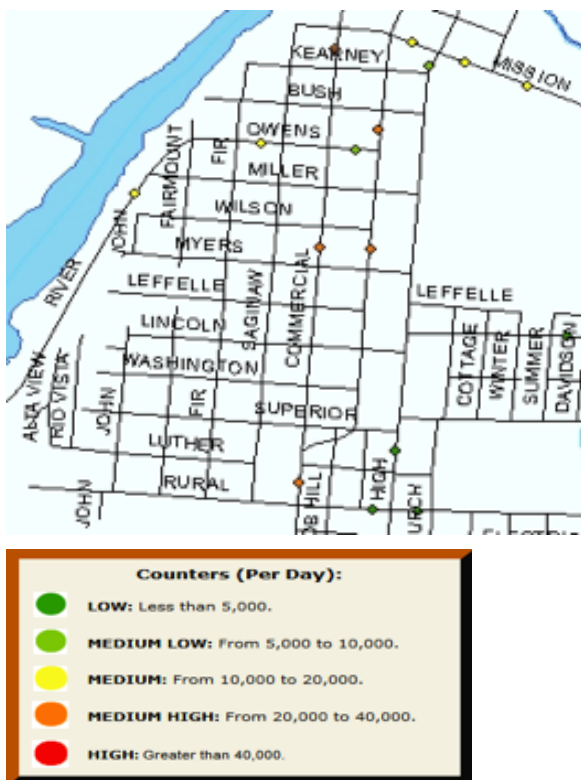 KEARNEY
MISSION
BUSH
OWENS
FAIRMOUNT
FIR
MILLER
WILSON
JOHN
MYERS
RIVER
LEFFELLE
LEFFELLE
SAGINAW
COMMERCIAL
LINCOLN
COTTAGE
WINTER
SUMMER
DAVIDSON
WASHINGTON
ALTA VIEW
RIO VISTA
JOHN
FIR
SUPERIOR
LUTHER
HIGH
RURAL
JOHN
OB HILL
URCH
Counters (Per Day):
LOW: Less than 5,000.
MEDIUM LOW: From 5,000 to 10,000.
MEDIUM: From 10,000 to 20,000.
MEDIUM HIGH: From 20,000 to 40,000.
HIGH: Greater than 40,000.